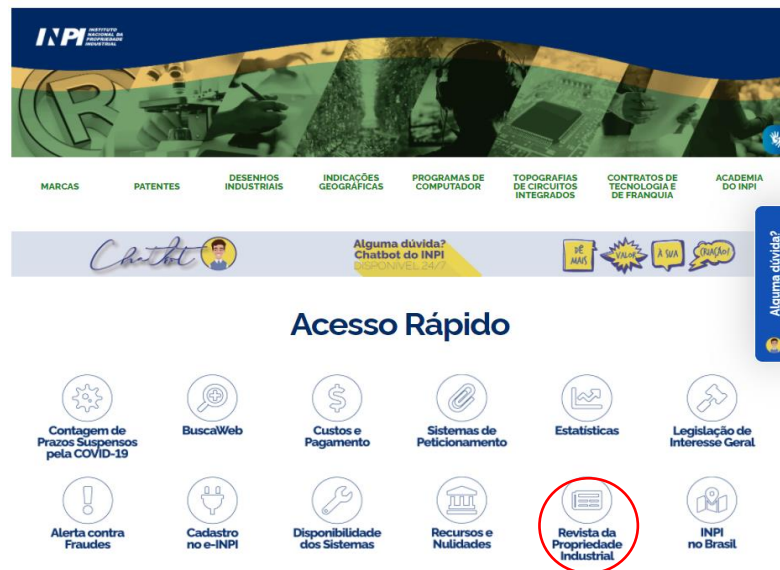 INPI
INSTITUTO
NACIONAL DA
PROPRIEDADE
INDUSTRIAL
MARCAS
PATENTES
DESENHOS
INDUSTRIAIS
INDICAÇÕES
GEOGRÁFICAS
PROGRAMAS DE
COMPUTADOR
TOPOGRAFIAS
DE CIRCUITOS
INTEGRADOS
CONTRATOS DE
TECNOLOGIA E
DE FRANQUIA
ACADEMIA
DO INPI
Chatbot
Alguma dúvida?
Chatbot do INPI
DISPONÍVEL 24/7
DÊ
MAIS
VALOR
À SUA
CRIAÇÃO!
Alguma dúvida?
Acesso Rápido
Contagem de
Prazos Suspensos
pela COVID-19
BuscaWeb
Custos e
Pagamento
Sistemas de
Peticionamento
Estatísticas
Legislação de
Interesse Geral
Alerta contra
Fraudes
Cadastro
no e-INPI
Disponibilidade
dos Sistemas
Recursos e
Nulidades
Revista da
Propriedade
Industrial
INPI
no Brasil